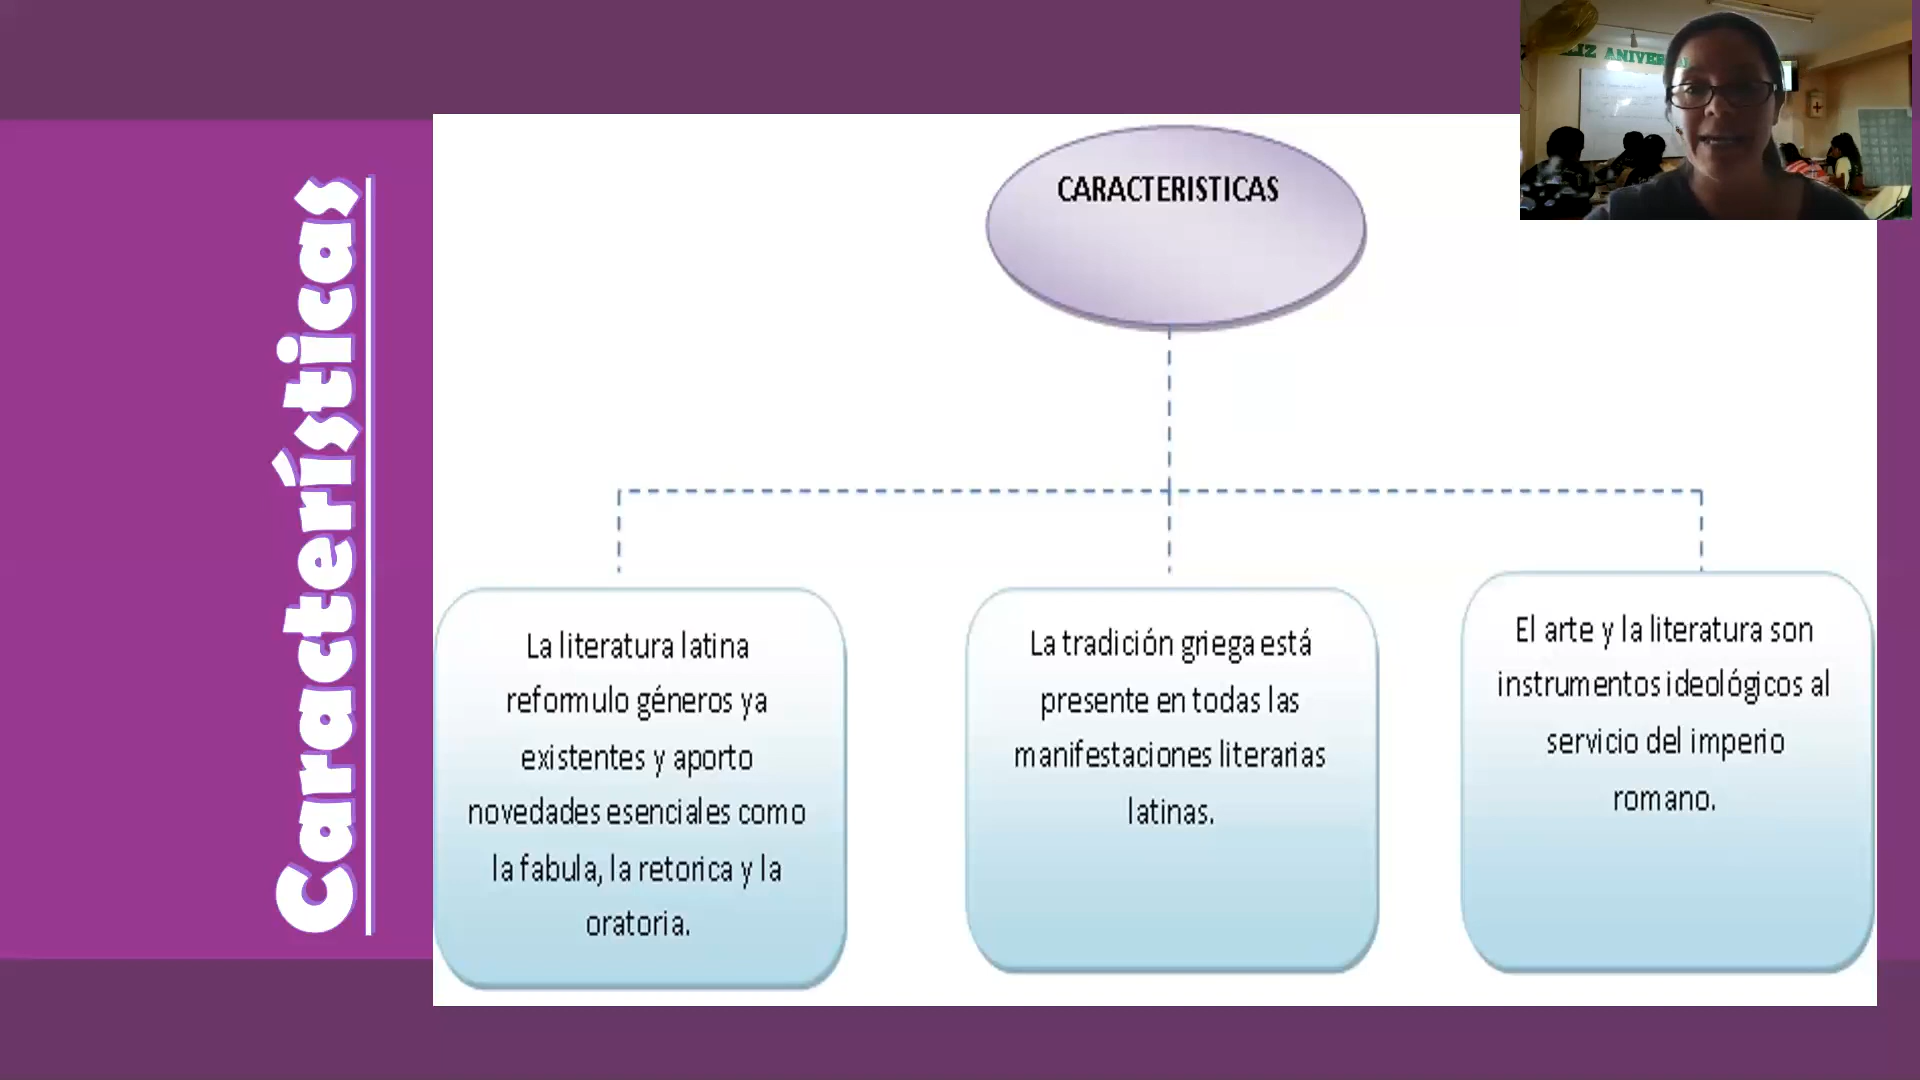 Características
CARACTERISTICAS
La literatura latina
reformulo géneros ya
existentes y aporto
novedades esenciales como
la fabula, la retorica y la
oratoria.
La tradición griega está
presente en todas las
manifestaciones literarias
latinas.
El arte y la literatura son
instrumentos ideológicos al
servicio del imperio
romano.
LIZ ANIVER